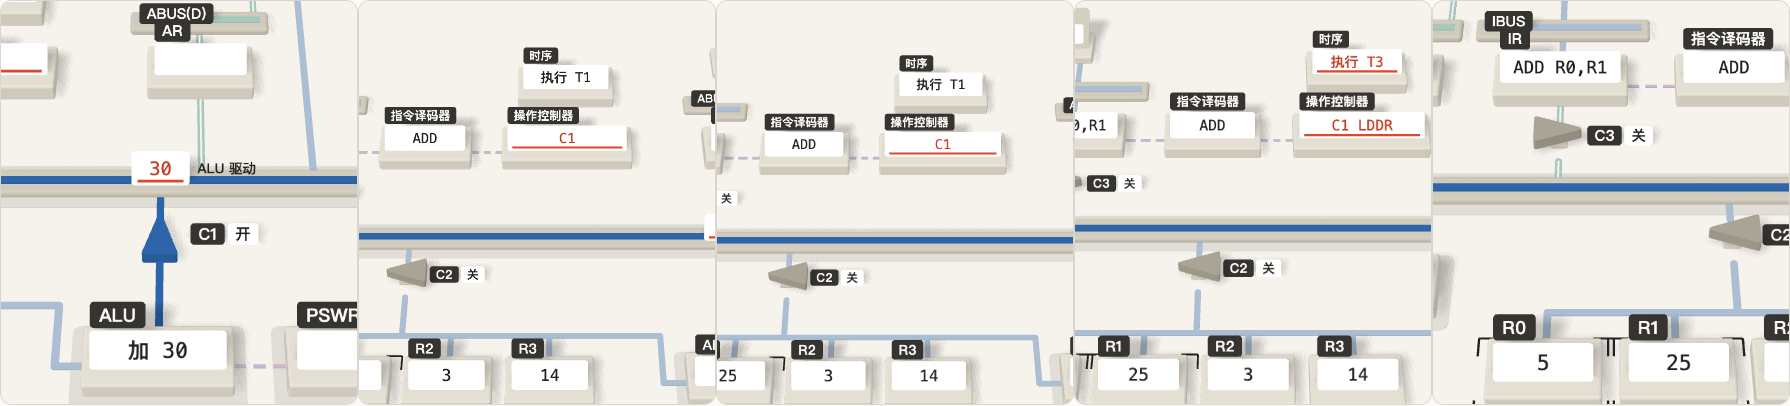 ABUS(D)
AR
30
ALU 驱动
C1 开
ALU
加 30
PSWR
时序
执行 T1
指令译码器
操作控制器
ADD
C1
C2 关
R2
R3
3
14
时序
执行 T1
指令译码器
操作控制器
ADD
C1
关
C2 关
R2
R3
25
3
14
时序
执行 T3
指令译码器
操作控制器
,R1
ADD
C1 LDDR
C3 关
C2 关
R1
R2
R3
25
3
14
IBUS
IR
指令译码器
ADD R0,R1
ADD
C3 关
C2
R0
R1
5
25